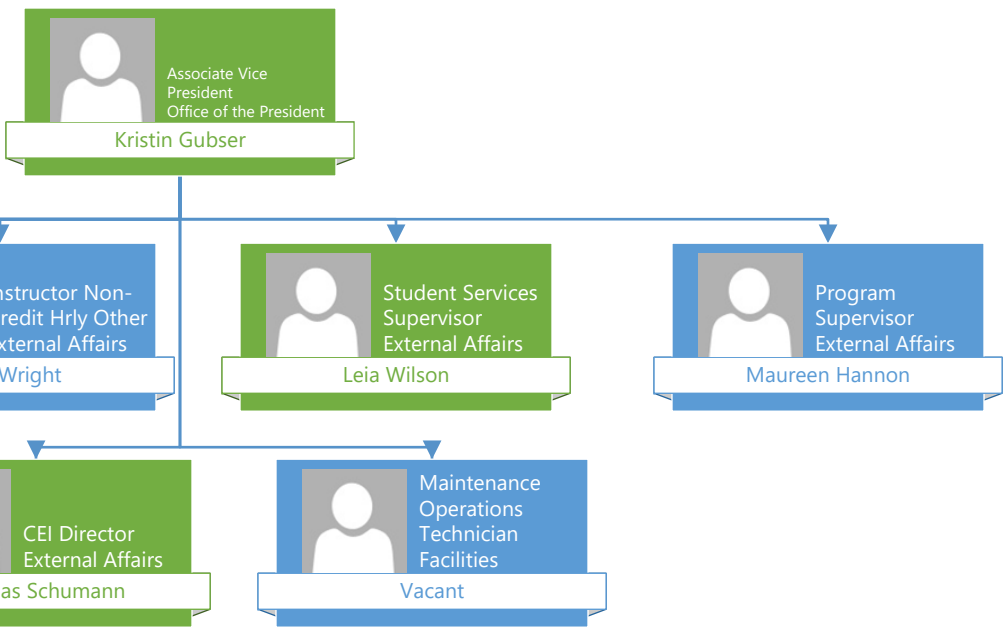 Associate Vice
President
Office of the President
Kristin Gubser
nstructor Non-
redit Hrly Other
xternal Affairs
Wright
Student Services
Supervisor
External Affairs
Leia Wilson
Program
Supervisor
External Affairs
Maureen Hannon
CEI Director
External Affairs
as Schumann
Maintenance
Operations
Technician
Facilities
Vacant